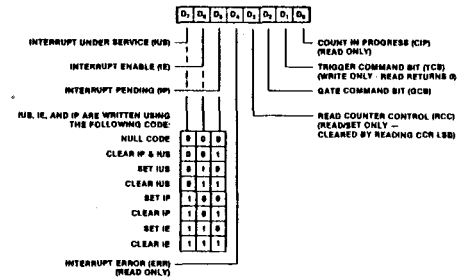 D7 D6 D5 D4 D3 D2 D1 D0
INTERRUPT UNDER SERVICE (IUS)
INTERRUPT ENABLE (IE)
INTERRUPT PENDING (IP)
IUS, IE, AND IP ARE WRITTEN USING
THE FOLLOWING CODE:
NULL CODE 0 0 0
CLEAR IP & IUS 0 0 1
SET IUS 0 1 0
CLEAR IUS 0 1 1
SET IP 1 0 0
CLEAR IP 1 0 1
SET IE 1 1 0
CLEAR IE 1 1 1
INTERRUPT ERROR (ERR)
(READ ONLY)
COUNT IN PROGRESS (CIP)
(READ ONLY)
TRIGGER COMMAND BIT (TCB)
(WRITE ONLY - READ RETURNS 0)
GATE COMMAND BIT (GCB)
READ COUNTER CONTROL (RCC)
(READ/SET ONLY —
CLEARED BY READING CCR LSB)